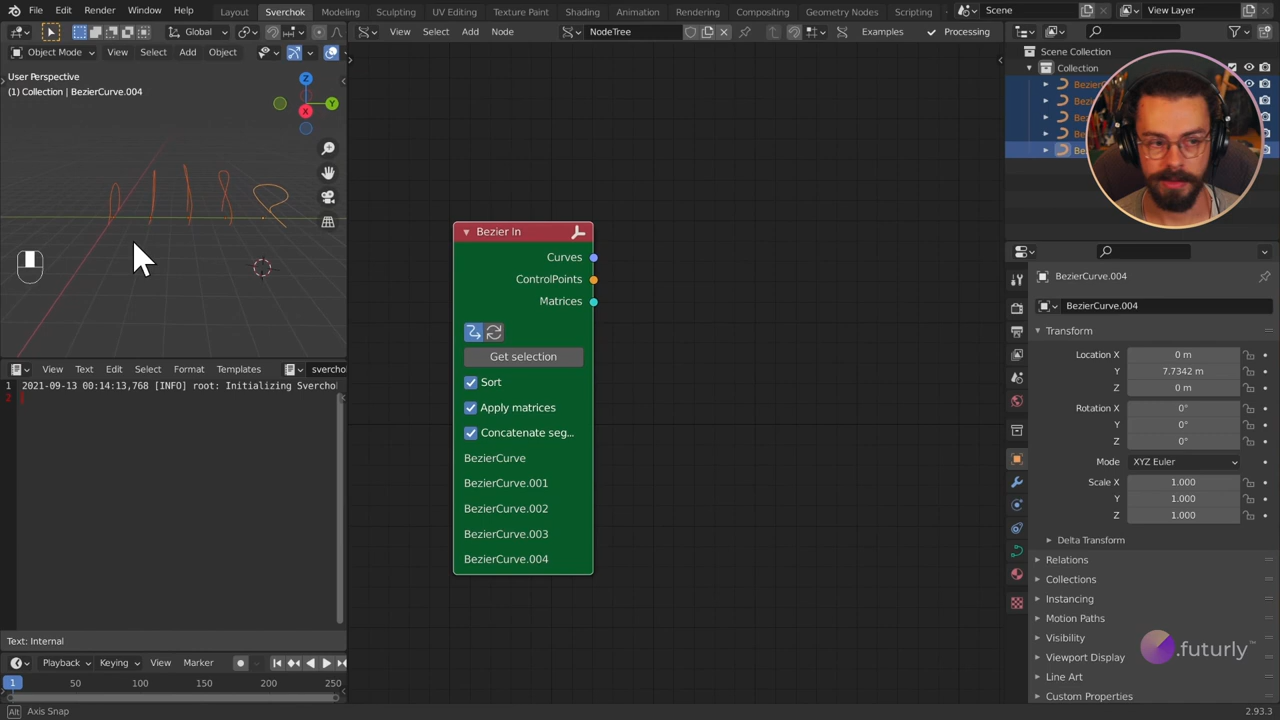 File Edit Render Window Help Layout Sverchok Modeling Sculpting UV Editing Texture Paint Shading Animation Rendering Compositing Geometry Nodes Scripting Scene View Layer
Global View Select Add Node NodeTree Examples Processing
Object Mode View Select Add Object
User Perspective
(1) Collection | BezierCurve.004
Z
Y
X
Scene Collection
Collection
Bezier In
Curves
ControlPoints
Matrices
Get selection
Sort
Apply matrices
Concatenate seg...
BezierCurve
BezierCurve.001
BezierCurve.002
BezierCurve.003
BezierCurve.004
View Text Edit Select Format Templates
1 2021-09-13 00:14:13,768 [INFO] root: Initializing Sverchok
2
Text: Internal
Playback Keying View Marker
1 50 100 150 200 250
Alt Axis Snap
BezierCurve.004
BezierCurve.004
Transform
Location X 0 m
Y 7.7342 m
Z 0 m
Rotation X 0°
Y 0°
Z 0°
Mode XYZ Euler
Scale X 1.000
Y 1.000
Z 1.000
Delta Transform
Relations
Collections
Instancing
Motion Paths
Visibility
Viewport Display
Line Art
Custom Properties
.futurly™
2.93.3